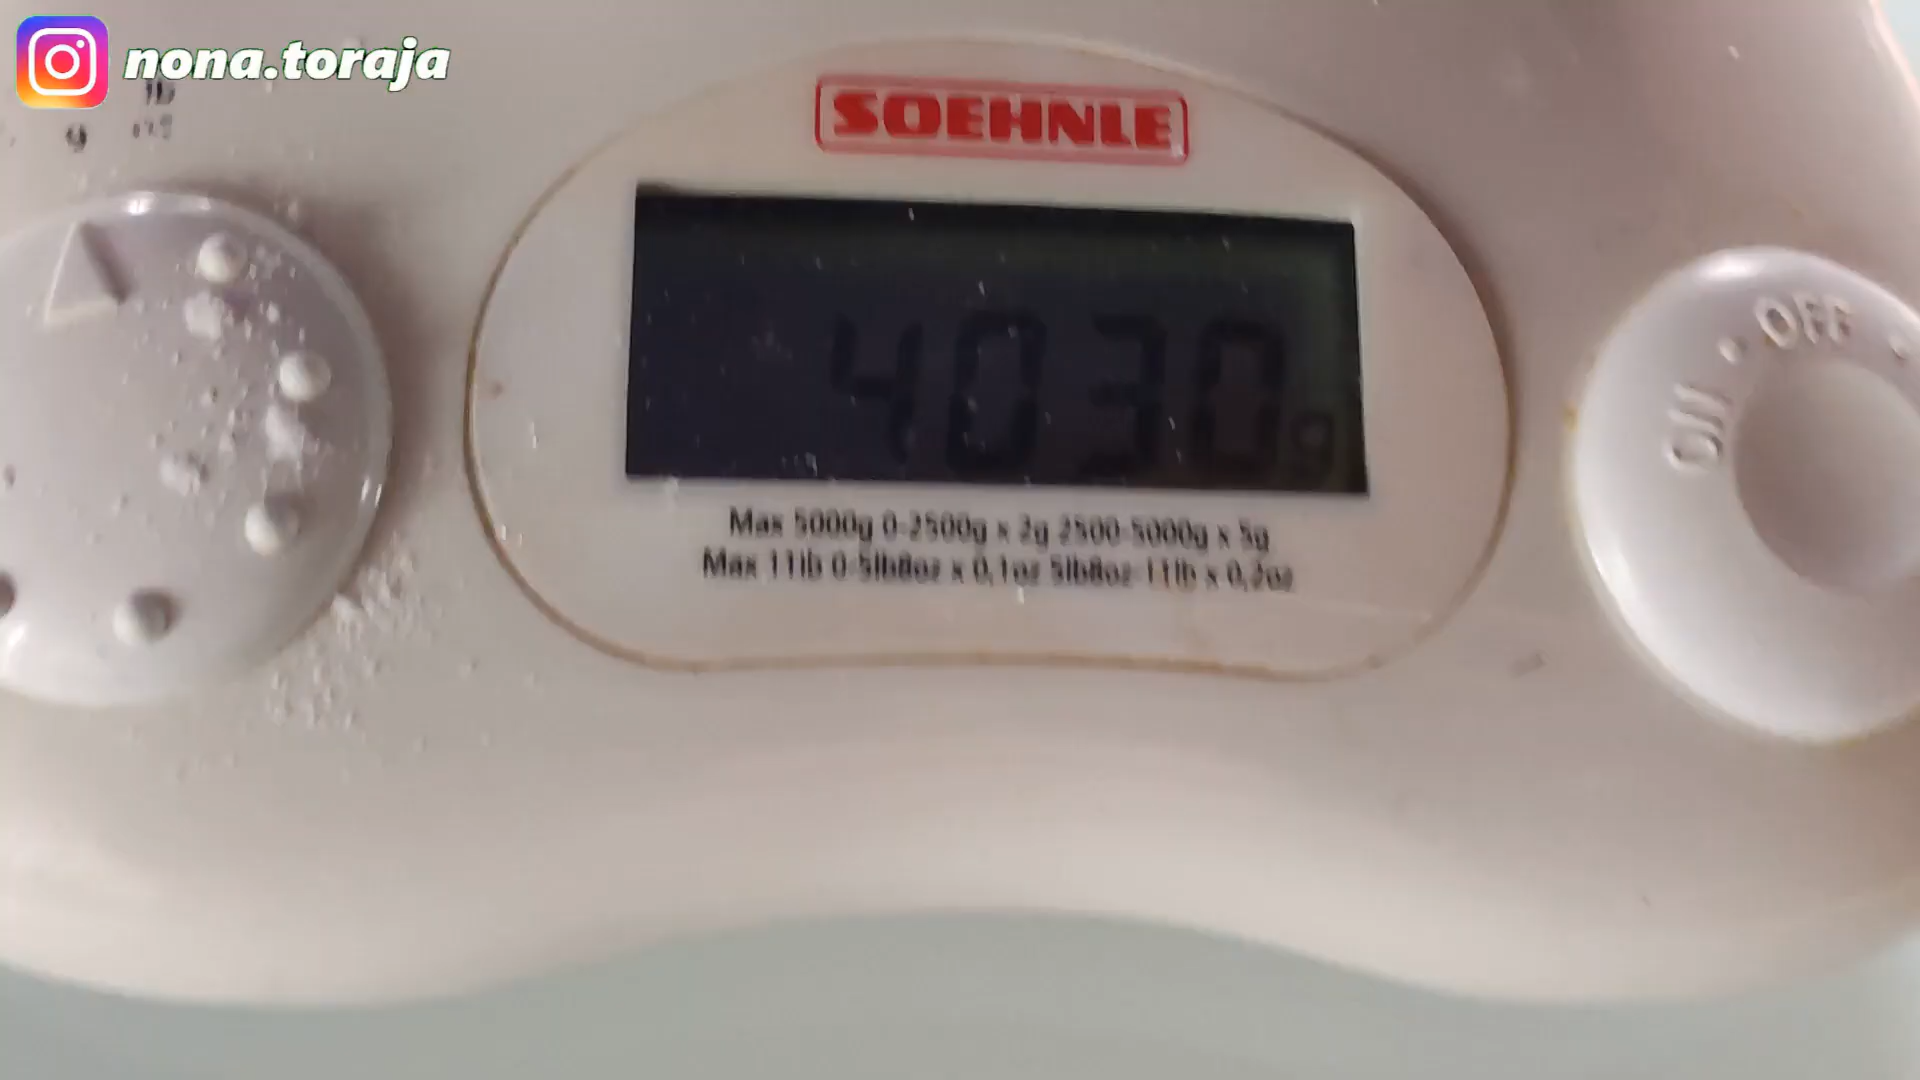 nona.toraja
lb
g
SOEHNLE
4030g
Max 5000g 0-2500g x 2g 2500-5000g x 5g
Max 11lb 0-5lb8oz x 0,1oz 5lb8oz-11lb x 0,2oz
ON • OFF •